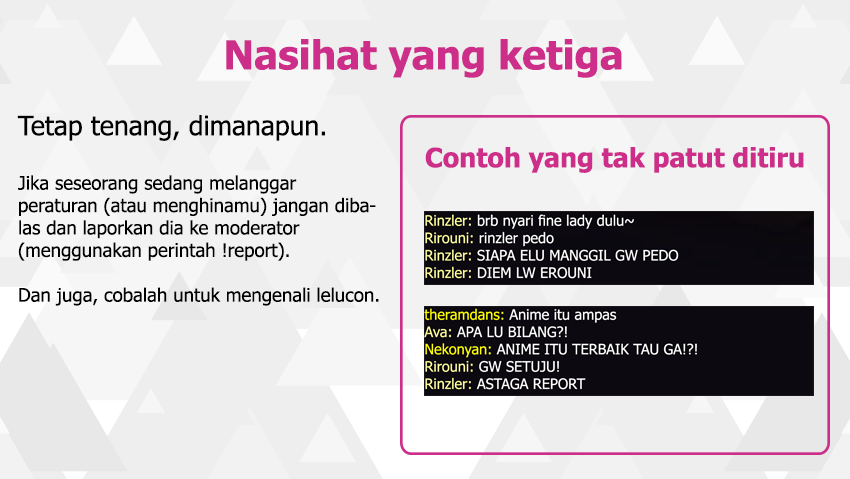 Nasihat yang ketiga
Tetap tenang, dimanapun.
Jika seseorang sedang melanggar
peraturan (atau menghinamu) jangan diba-
las dan laporkan dia ke moderator
(menggunakan perintah !report).
Dan juga, cobalah untuk mengenali lelucon.
Contoh yang tak patut ditiru
Rinzler: brb nyari fine lady dulu~
Rirouni: rinzler pedo
Rinzler: SIAPA ELU MANGGIL GW PEDO
Rinzler: DIEM LW EROUNI
theramdans: Anime itu ampas
Ava: APA LU BILANG?!
Nekonyan: ANIME ITU TERBAIK TAU GA!?!
Rirouni: GW SETUJU!
Rinzler: ASTAGA REPORT